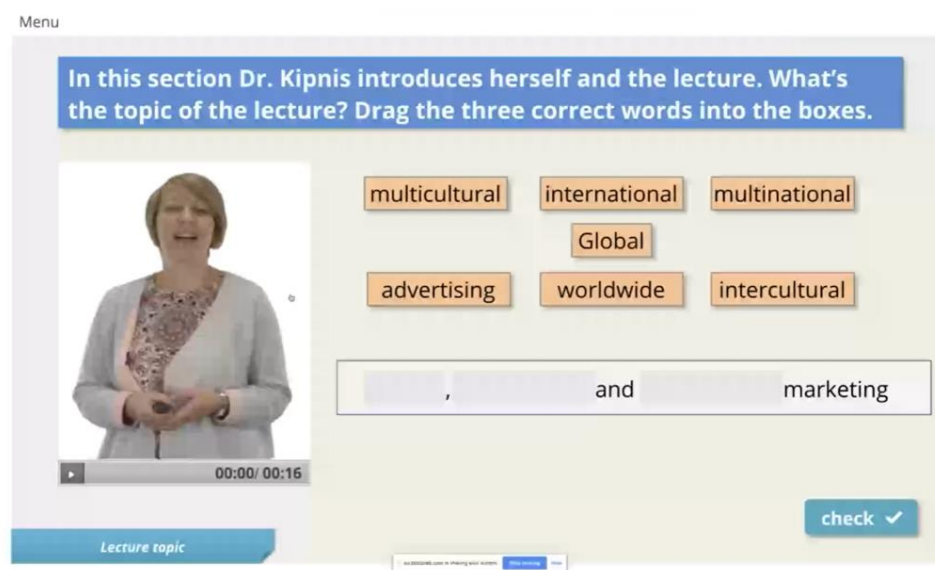 Menu
In this section Dr. Kipnis introduces herself and the lecture. What's
the topic of the lecture? Drag the three correct words into the boxes.
multicultural international multinational
Global
advertising worldwide intercultural
, and marketing
00:00/ 00:16
check
Lecture topic